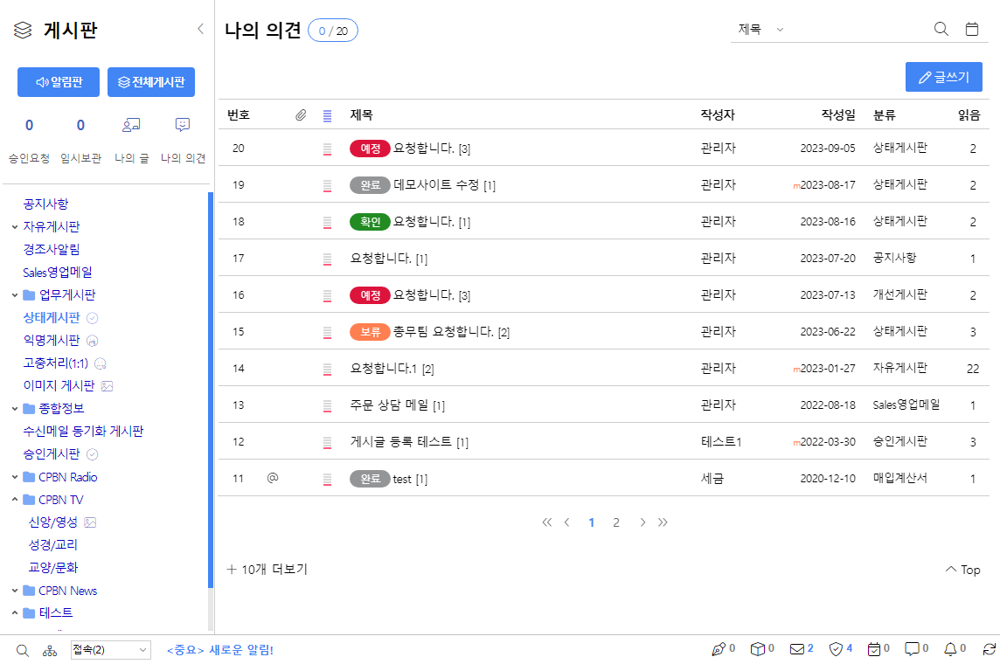 게시판
나의 의견 0 / 20
제목
알림판 전체게시판
글쓰기
0 0
승인요청 임시보관 나의 글 나의 의견
공지사항
자유게시판
경조사알림
Sales영업메일
업무게시판
상태게시판
익명게시판
고충처리(1:1)
이미지 게시판
종합정보
수신메일 동기화 게시판
승인게시판
CPBN Radio
CPBN TV
신앙/영성
성경/교리
교양/문화
CPBN News
테스트
번호 제목 작성자 작성일 분류 읽음
20 예정 요청합니다. [3] 관리자 2023-09-05 상태게시판 2
19 완료 데모사이트 수정 [1] 관리자 m2023-08-17 상태게시판 2
18 확인 요청합니다. [1] 관리자 2023-08-16 상태게시판 2
17 요청합니다. [1] 관리자 2023-07-20 공지사항 1
16 예정 요청합니다. [3] 관리자 2023-07-13 개선게시판 2
15 보류 총무팀 요청합니다. [2] 관리자 2023-06-22 상태게시판 3
14 요청합니다.1 [2] 관리자 m2023-01-27 자유게시판 22
13 주문 상담 메일 [1] 관리자 2022-08-18 Sales영업메일 1
12 게시글 등록 테스트 [1] 테스트1 m2022-03-30 승인게시판 3
11 @ 완료 test [1] 세금 2020-12-10 매입계산서 1
1 2
10개 더보기 Top
접속(2) <중요> 새로운 알림! 0 0 2 4 0 0 0